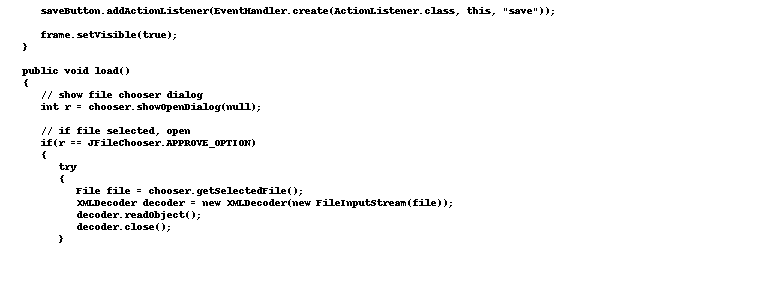 saveButton.addActionListener(EventHandler.create(ActionListener.class, this, "save"));
frame.setVisible(true);
}
public void load()
{
// show file chooser dialog
int r = chooser.showOpenDialog(null);
// if file selected, open
if(r == JFileChooser.APPROVE_OPTION)
{
try
{
File file = chooser.getSelectedFile();
XMLDecoder decoder = new XMLDecoder(new FileInputStream(file));
decoder.readObject();
decoder.close();
}